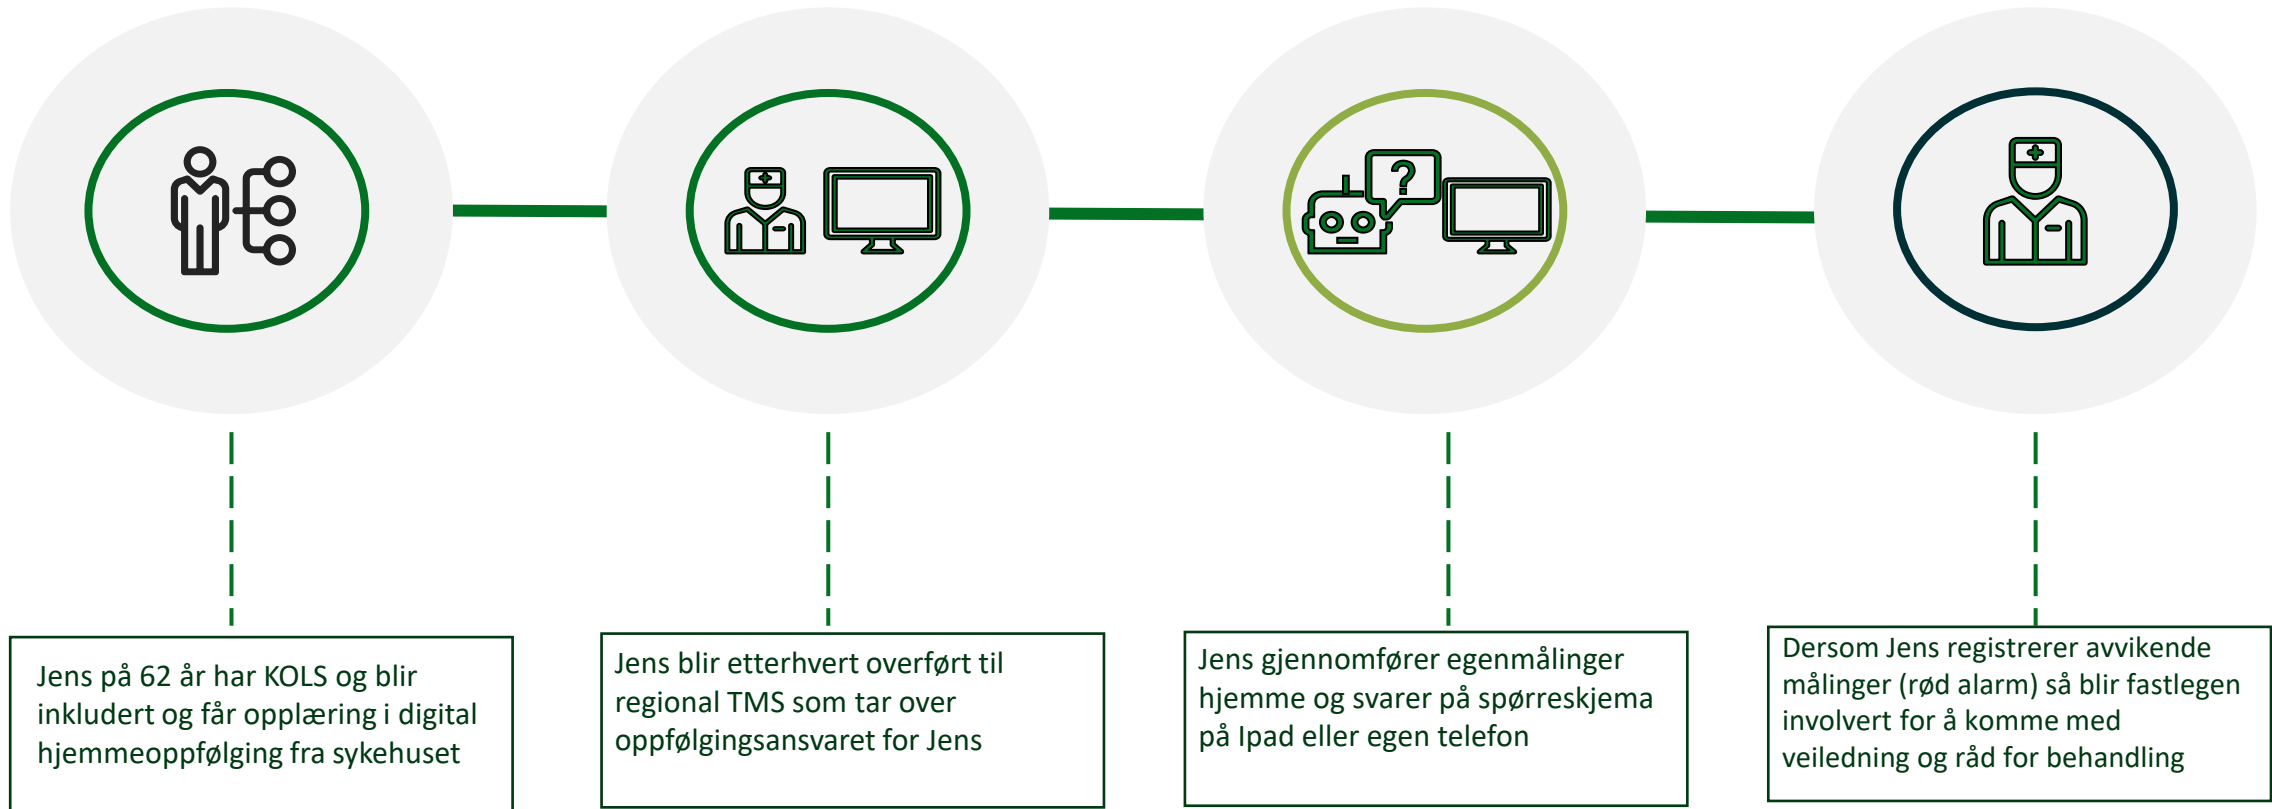 ?
Jens på 62 år har KOLS og blir
inkludert og får opplæring i digital
hjemmeoppfølging fra sykehuset
Jens blir etterhvert overført til
regional TMS som tar over
oppfølgingsansvaret for Jens
Jens gjennomfører egenmålinger
hjemme og svarer på spørreskjema
på Ipad eller egen telefon
Dersom Jens registrerer avvikende
målinger (rød alarm) så blir fastlegen
involvert for å komme med
veiledning og råd for behandling